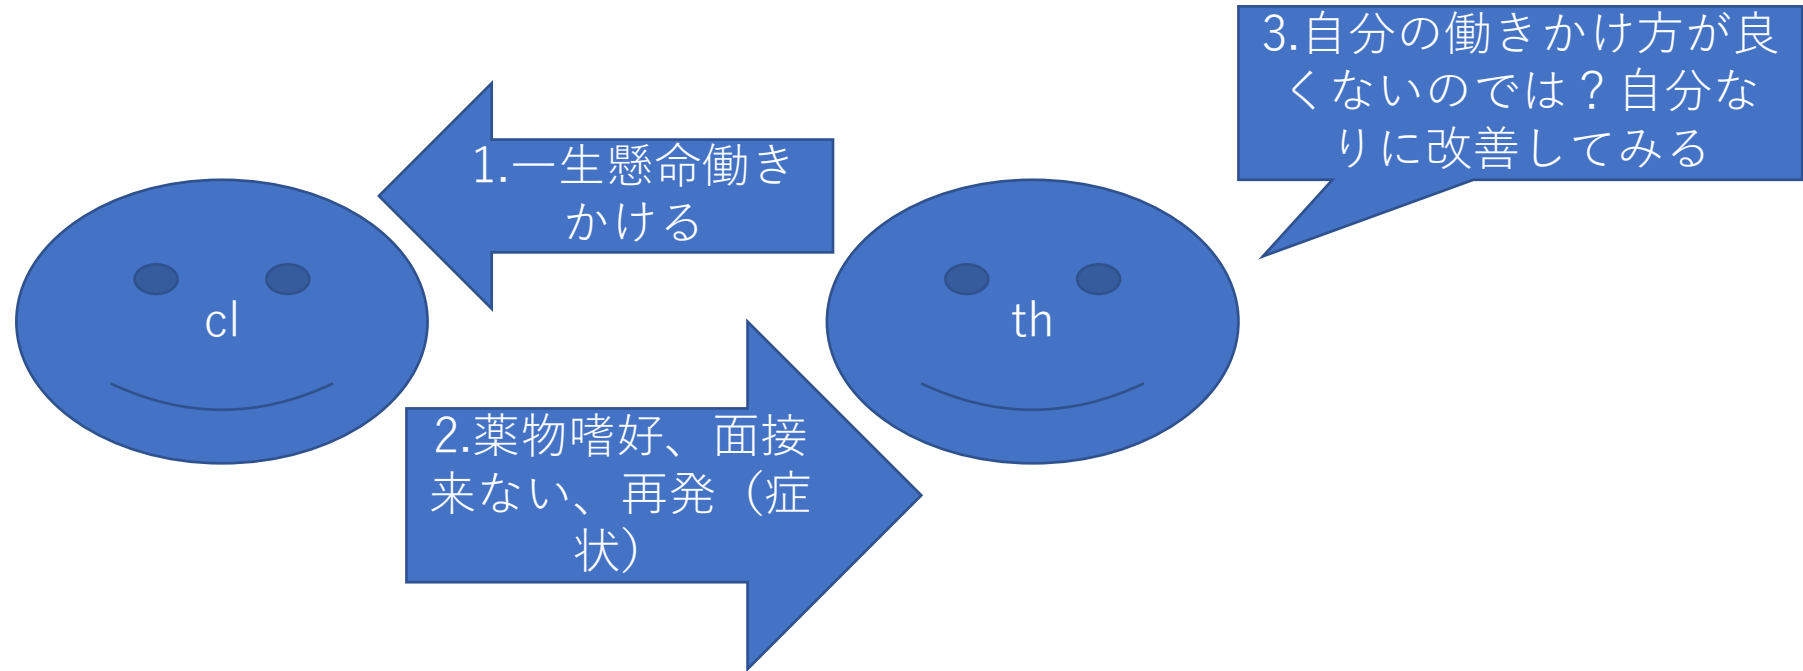 3.自分の働きかけ方が良
くないのでは？自分な
りに改善してみる
1.一生懸命働き
かける
cl
th
2.薬物嗜好、面接
来ない、再発（症
状）